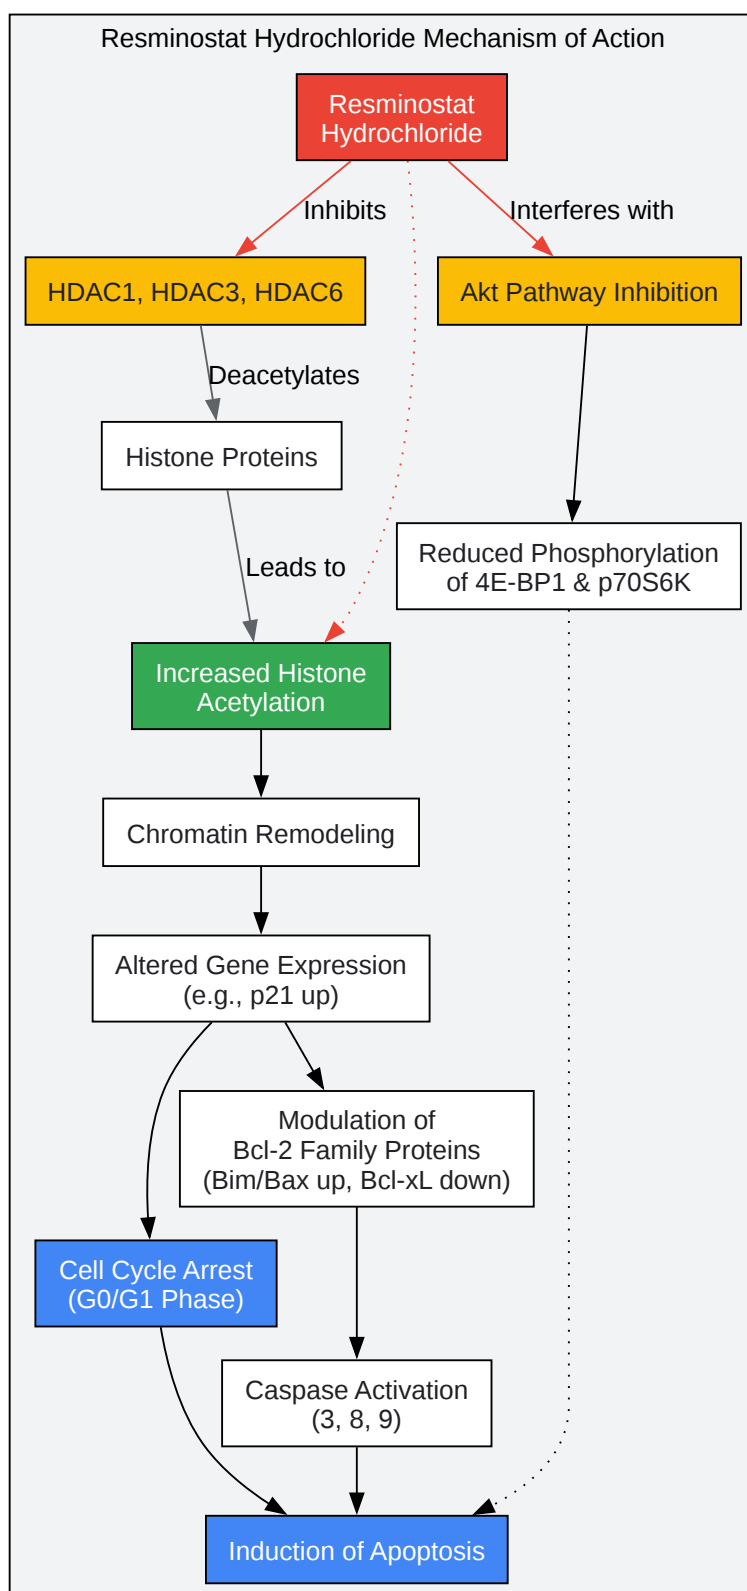 Resminostat Hydrochloride Mechanism of Action
Resminostat
Hydrochloride
Inhibits
Interferes with
HDAC1, HDAC3, HDAC6
Akt Pathway Inhibition
Deacetylates
Histone Proteins
Reduced Phosphorylation
of 4E-BP1 & p70S6K
Leads to
Increased Histone
Acetylation
Chromatin Remodeling
Altered Gene Expression
(e.g., p21 up)
Modulation of
Bcl-2 Family Proteins
(Bim/Bax up, Bcl-xL down)
Cell Cycle Arrest
(G0/G1 Phase)
Caspase Activation
(3, 8, 9)
Induction of Apoptosis